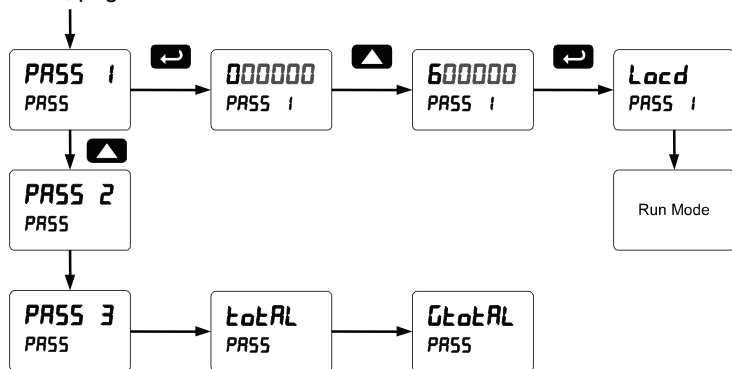 PASS 1
PASS
000000
PASS 1
600000
PASS 1
Locd
PASS 1
PASS 2
PASS
Run Mode
PASS 3
PASS
totAL
PASS
GtotAL
PASS